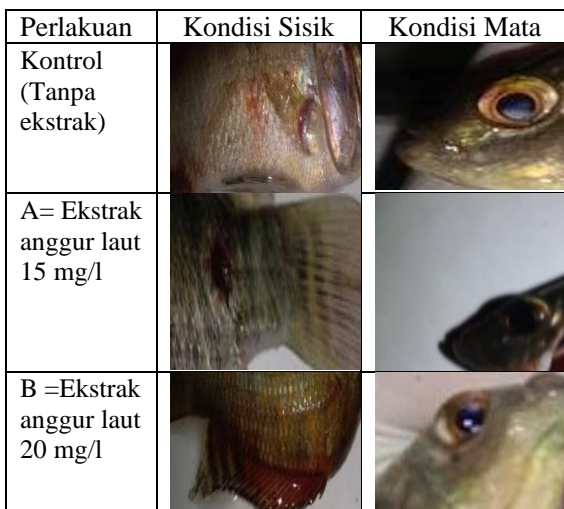 Perlakuan Kondisi Sisik Kondisi Mata
Kontrol
(Tanpa
ekstrak)
A= Ekstrak
anggur laut
15 mg/l
B =Ekstrak
anggur laut
20 mg/l